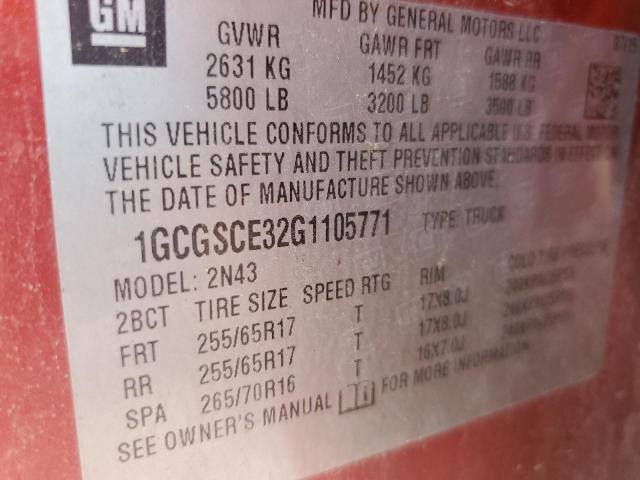 GM
MFD BY GENERAL MOTORS LLC
GVWR GAWR FRT GAWR RR
2631 KG 1452 KG 1588 KG
5800 LB 3200 LB 3500 LB
THIS VEHICLE CONFORMS TO ALL APPLICABLE U.S. FEDERAL MOTOR
VEHICLE SAFETY AND THEFT PREVENTION STANDARDS IN EFFECT ON
THE DATE OF MANUFACTURE SHOWN ABOVE.
1GCGSCE32G1105771 TYPE: TRUCK
MODEL: 2N43
2BCT TIRE SIZE SPEED RTG RIM COLD TIRE PRESSURE
FRT 255/65R17 T 17X8.0J
RR 255/65R17 T 17X8.0J
SPA 265/70R16 T 16X7.0J
SEE OWNER'S MANUAL FOR MORE INFORMATION